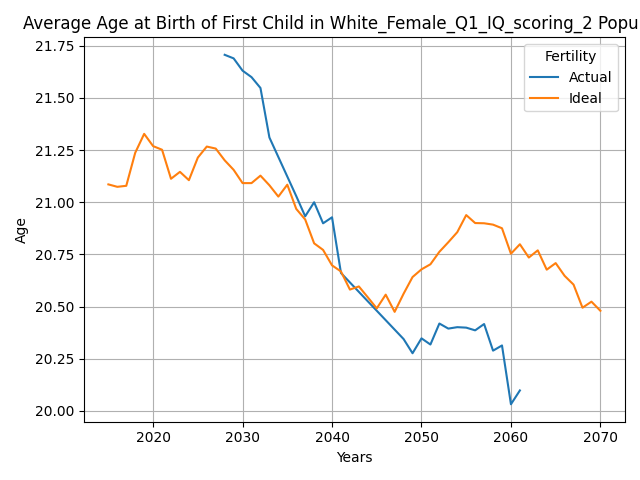 Average Age at Birth of First Child in White_Female_Q1_IQ_scoring_2 Popu
21.75
21.50
21.25
21.00
20.75
20.50
20.25
20.00
Age
Fertility
Actual
Ideal
2020 2030 2040 2050 2060 2070
Years